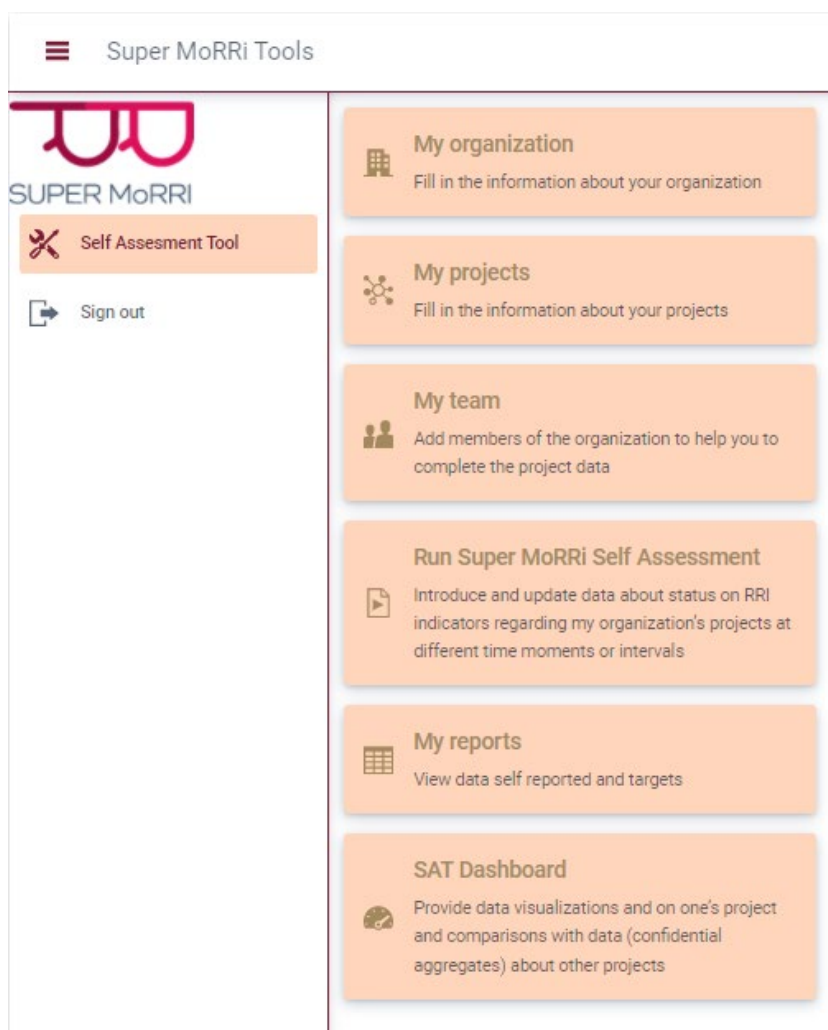 Super MoRRi Tools
SUPER MoRRI
Self Assesment Tool
Sign out
My organization
Fill in the information about your organization
My projects
Fill in the information about your projects
My team
Add members of the organization to help you to
complete the project data
Run Super MoRRi Self Assessment
Introduce and update data about status on RRI
indicators regarding my organization's projects at
different time moments or intervals
My reports
View data self reported and targets
SAT Dashboard
Provide data visualizations and on one's project
and comparisons with data (confidential
aggregates) about other projects